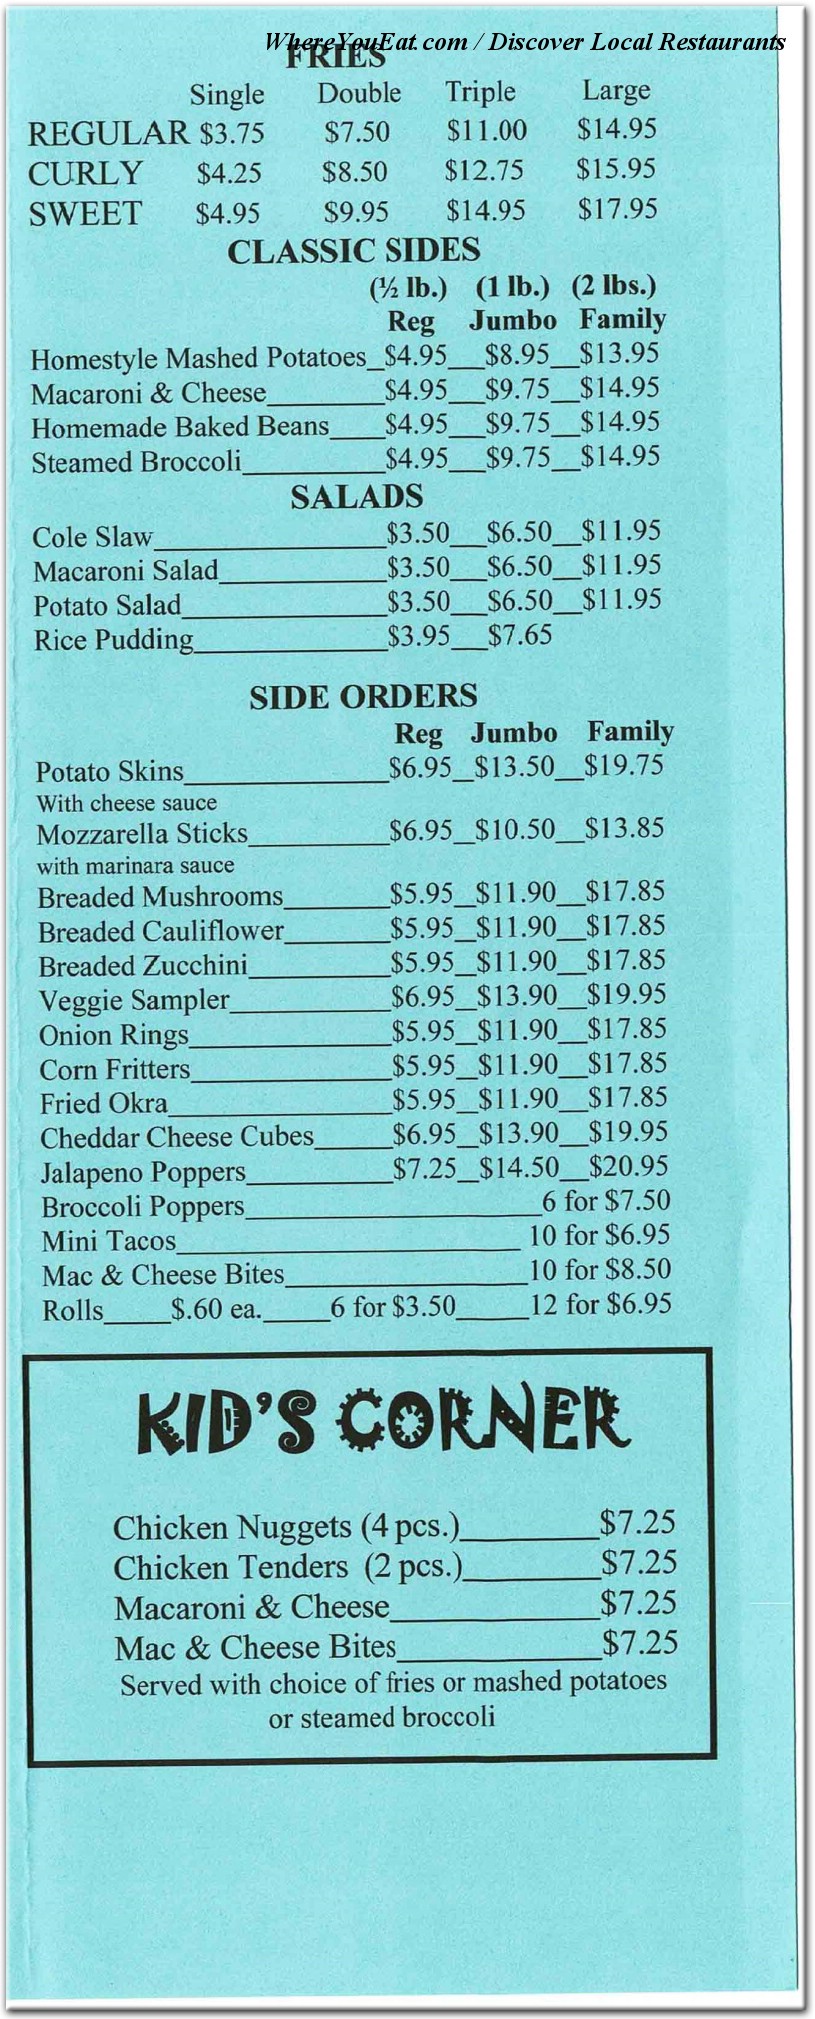 WhereYouEat.com / Discover Local Restaurants
FRIES
Single Double Triple Large
REGULAR $3.75 $7.50 $11.00 $14.95
CURLY $4.25 $8.50 $12.75 $15.95
SWEET $4.95 $9.95 $14.95 $17.95
CLASSIC SIDES
(½ lb.) (1 lb.) (2 lbs.)
Reg Jumbo Family
Homestyle Mashed Potatoes_$4.95__$8.95__$13.95
Macaroni & Cheese________$4.95__$9.75__$14.95
Homemade Baked Beans____$4.95__$9.75__$14.95
Steamed Broccoli__________$4.95__$9.75__$14.95
SALADS
Cole Slaw________________$3.50__$6.50__$11.95
Macaroni Salad____________$3.50__$6.50__$11.95
Potato Salad______________$3.50__$6.50__$11.95
Rice Pudding_____________$3.95__$7.65
SIDE ORDERS
Reg Jumbo Family
Potato Skins______________$6.95_$13.50__$19.75
With cheese sauce
Mozzarella Sticks__________$6.95_$10.50__$13.85
with marinara sauce
Breaded Mushrooms_______$5.95_$11.90__$17.85
Breaded Cauliflower_______$5.95_$11.90__$17.85
Breaded Zucchini__________$5.95_$11.90__$17.85
Veggie Sampler___________$6.95_$13.90__$19.95
Onion Rings______________$5.95_$11.90__$17.85
Corn Fritters______________$5.95_$11.90__$17.85
Fried Okra________________$5.95_$11.90__$17.85
Cheddar Cheese Cubes_____$6.95_$13.90__$19.95
Jalapeno Poppers__________$7.25_$14.50__$20.95
Broccoli Poppers____________________6 for $7.50
Mini Tacos_______________________ 10 for $6.95
Mac & Cheese Bites________________10 for $8.50
Rolls_____$.60 ea._____6 for $3.50_____12 for $6.95
KID'S CORNER
Chicken Nuggets (4 pcs.)_________$7.25
Chicken Tenders (2 pcs.)_________$7.25
Macaroni & Cheese______________$7.25
Mac & Cheese Bites_____________$7.25
Served with choice of fries or mashed potatoes
or steamed broccoli